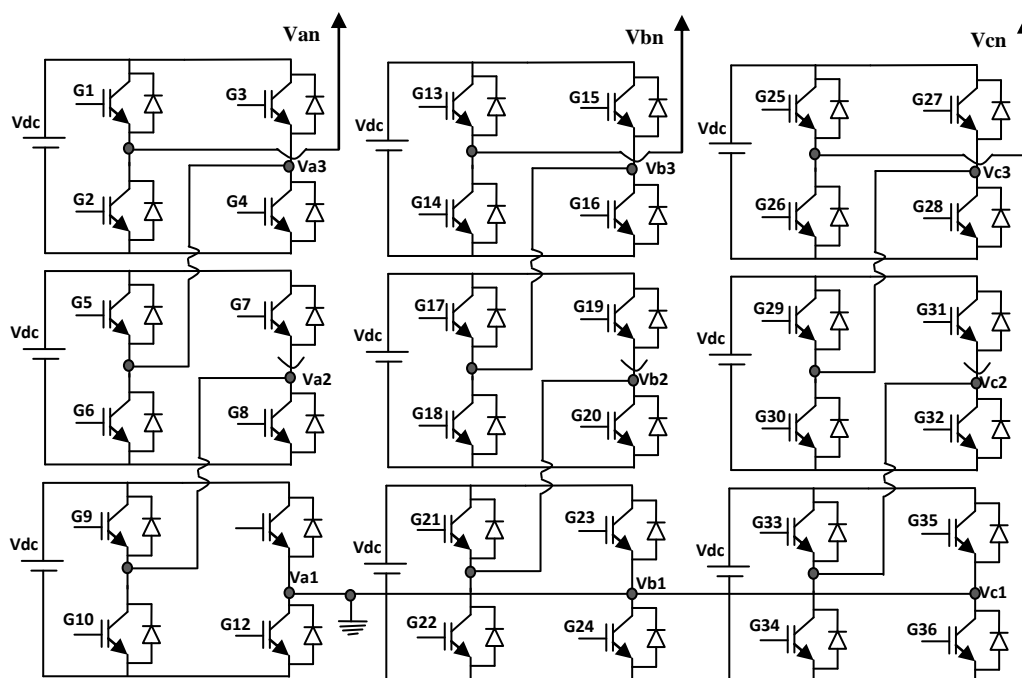 Van
Vbn
Vcn
G1
G3
G13
G15
G25
G27
Vdc
Vdc
Vdc
Va3
Vb3
Vc3
G2
G4
G14
G16
G26
G28
G5
G7
G17
G19
G29
G31
Vdc
Vdc
Vdc
Va2
Vb2
Vc2
G6
G8
G18
G20
G30
G32
G9
G21
G23
G33
G35
Vdc
Vdc
Vdc
Va1
Vb1
Vc1
G10
G12
G22
G24
G34
G36